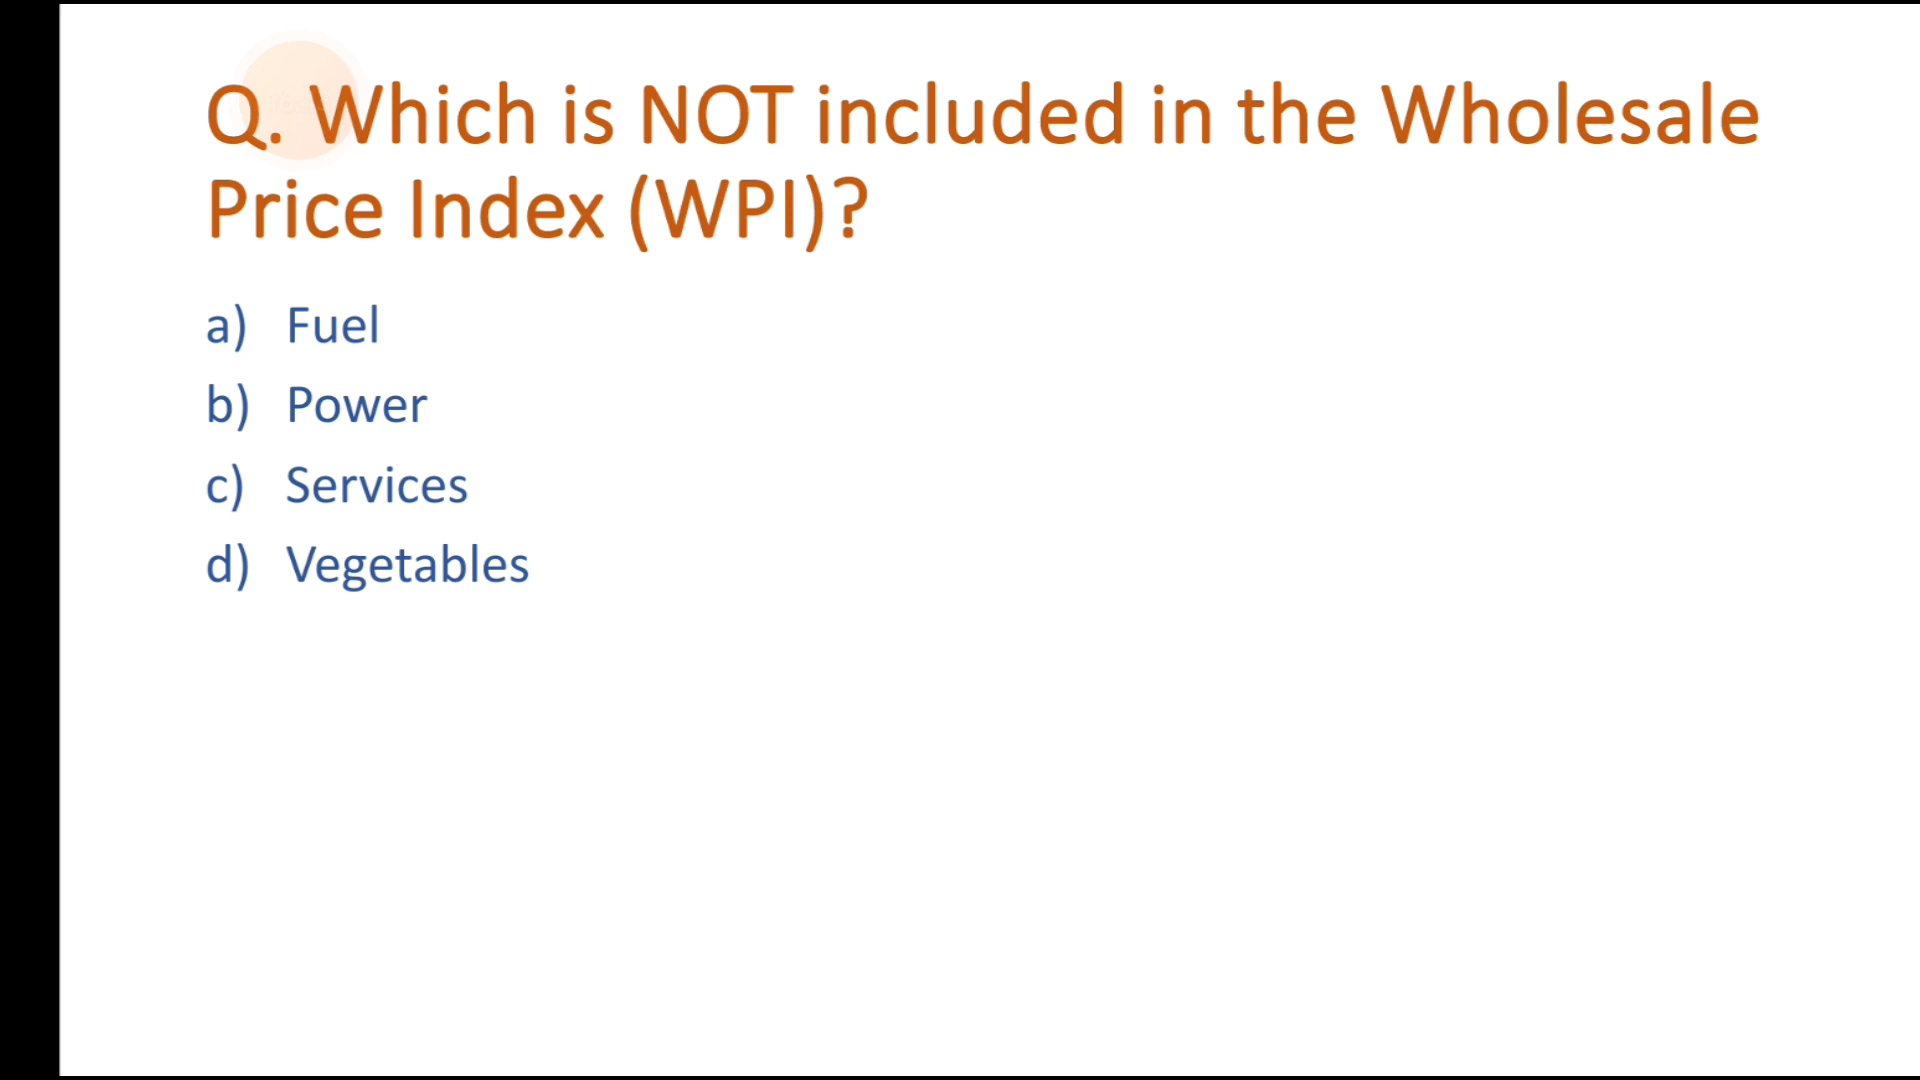 Q. Which is NOT included in the Wholesale
Price Index (WPI)?
a) Fuel
b) Power
c) Services
d) Vegetables